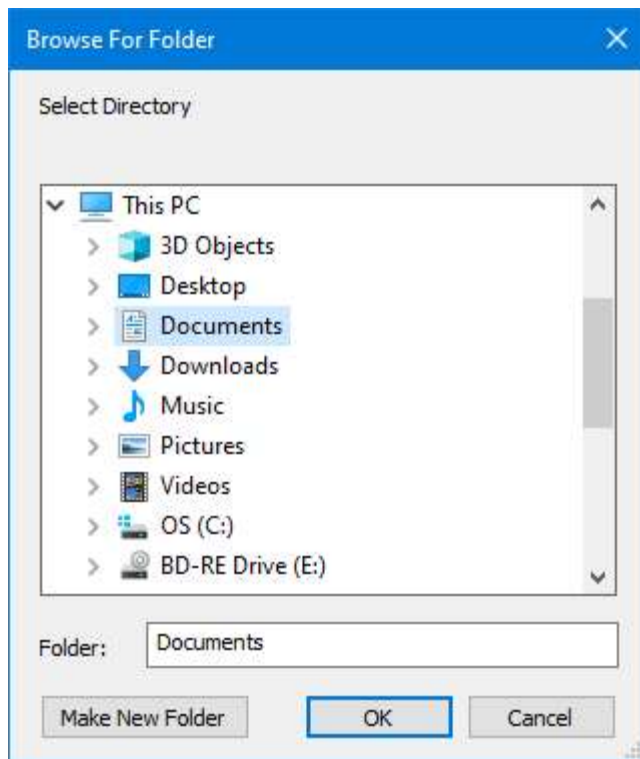 Browse For Folder
Select Directory
This PC
3D Objects
Desktop
Documents
Downloads
Music
Pictures
Videos
OS (C:)
BD-RE Drive (E:)
Folder: Documents
Make New Folder OK Cancel